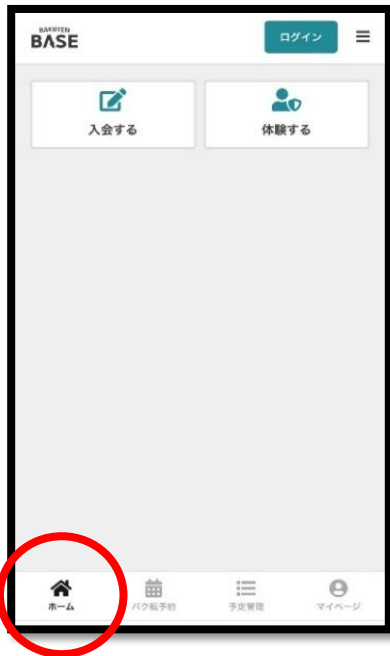 BAKUTEN
BASE
ログイン
入会する
体験する
ホーム
バク転予約
予定管理
マイページ